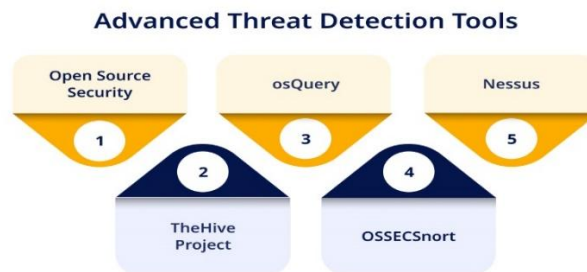 Advanced Threat Detection Tools
Open Source
Security
1
2
TheHive
Project
osQuery
3
4
OSSECSnort
Nessus
5